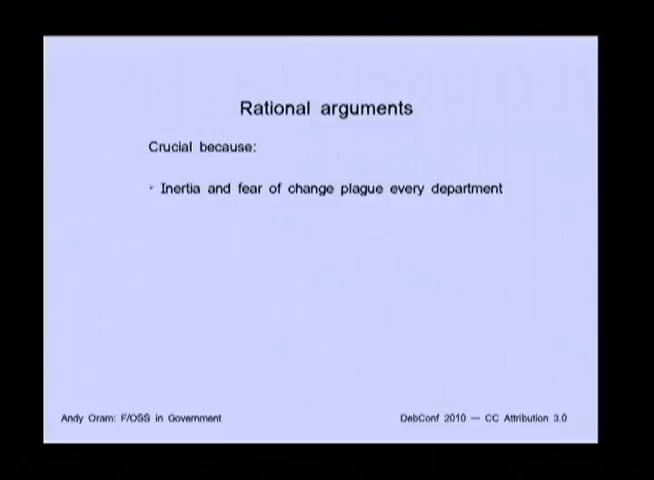 Rational arguments
Crucial because:
· Inertia and fear of change plague every department
Andy Oram: F/OSS in Government
DebConf 2010 — CC Attribution 3.0